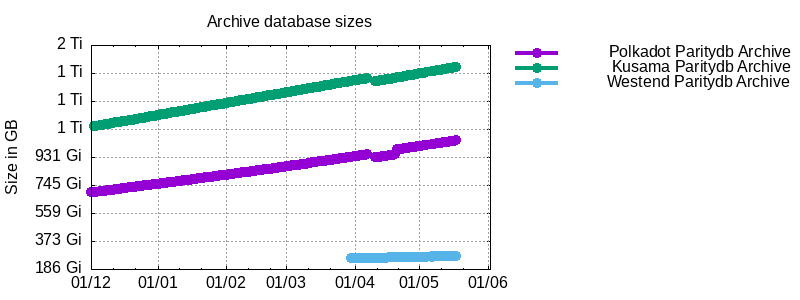 Archive database sizes
Polkadot Paritydb Archive
Kusama Paritydb Archive
Westend Paritydb Archive
Size in GB
2 Ti
1 Ti
1 Ti
1 Ti
931 Gi
745 Gi
559 Gi
373 Gi
186 Gi
01/12 01/01 01/02 01/03 01/04 01/05 01/06